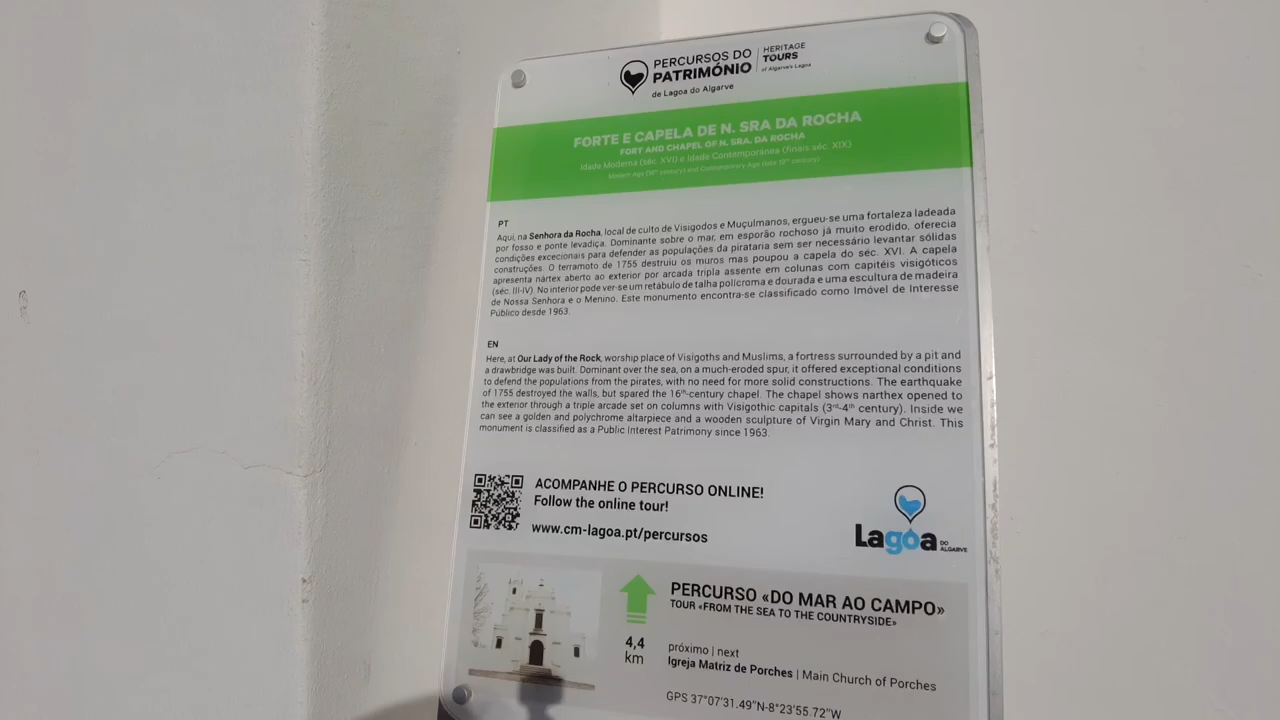 PERCURSOS DO
PATRIMÓNIO
de Lagoa do Algarve
HERITAGE
TOURS
of Algarve's Lagoa
FORTE E CAPELA DE N. SRA DA ROCHA
FORT AND CHAPEL OF N. SRA. DA ROCHA
Idade Moderna (séc. XVI) e Idade Contemporânea (finais séc. XIX)
Modern Age (16th century) and Contemporary Age (late 19th century)
PT
Aqui, na Senhora da Rocha, local de culto de Visigodos e Muçulmanos, ergueu-se uma fortaleza ladeada
por fosso e ponte levadiça. Dominante sobre o mar, em esporão rochoso já muito erodido, oferecia
condições excecionais para defender as populações da pirataria sem ser necessário levantar sólidas
construções. O terramoto de 1755 destruiu os muros mas poupou a capela do séc. XVI. A capela
apresenta nártex aberto ao exterior por arcada tripla assente em colunas com capitéis visigóticos
(séc. III-IV). No interior pode ver-se um retábulo de talha polícroma e dourada e uma escultura de madeira
de Nossa Senhora e o Menino. Este monumento encontra-se classificado como Imóvel de Interesse
Público desde 1963.
EN
Here, at Our Lady of the Rock, worship place of Visigoths and Muslims, a fortress surrounded by a pit and
a drawbridge was built. Dominant over the sea, on a much-eroded spur, it offered exceptional conditions
to defend the populations from the pirates, with no need for more solid constructions. The earthquake
of 1755 destroyed the walls, but spared the 16th-century chapel. The chapel shows narthex opened to
the exterior through a triple arcade set on columns with Visigothic capitals (3rd-4th century). Inside we
can see a golden and polychrome altarpiece and a wooden sculpture of Virgin Mary and Christ. This
monument is classified as a Public Interest Patrimony since 1963.
ACOMPANHE O PERCURSO ONLINE!
Follow the online tour!
www.cm-lagoa.pt/percursos
Lagoa
DO
ALGARVE
PERCURSO «DO MAR AO CAMPO»
TOUR «FROM THE SEA TO THE COUNTRYSIDE»
4,4
km
próximo | next
Igreja Matriz de Porches | Main Church of Porches
GPS 37°07'31.49"N-8°23'55.72"W